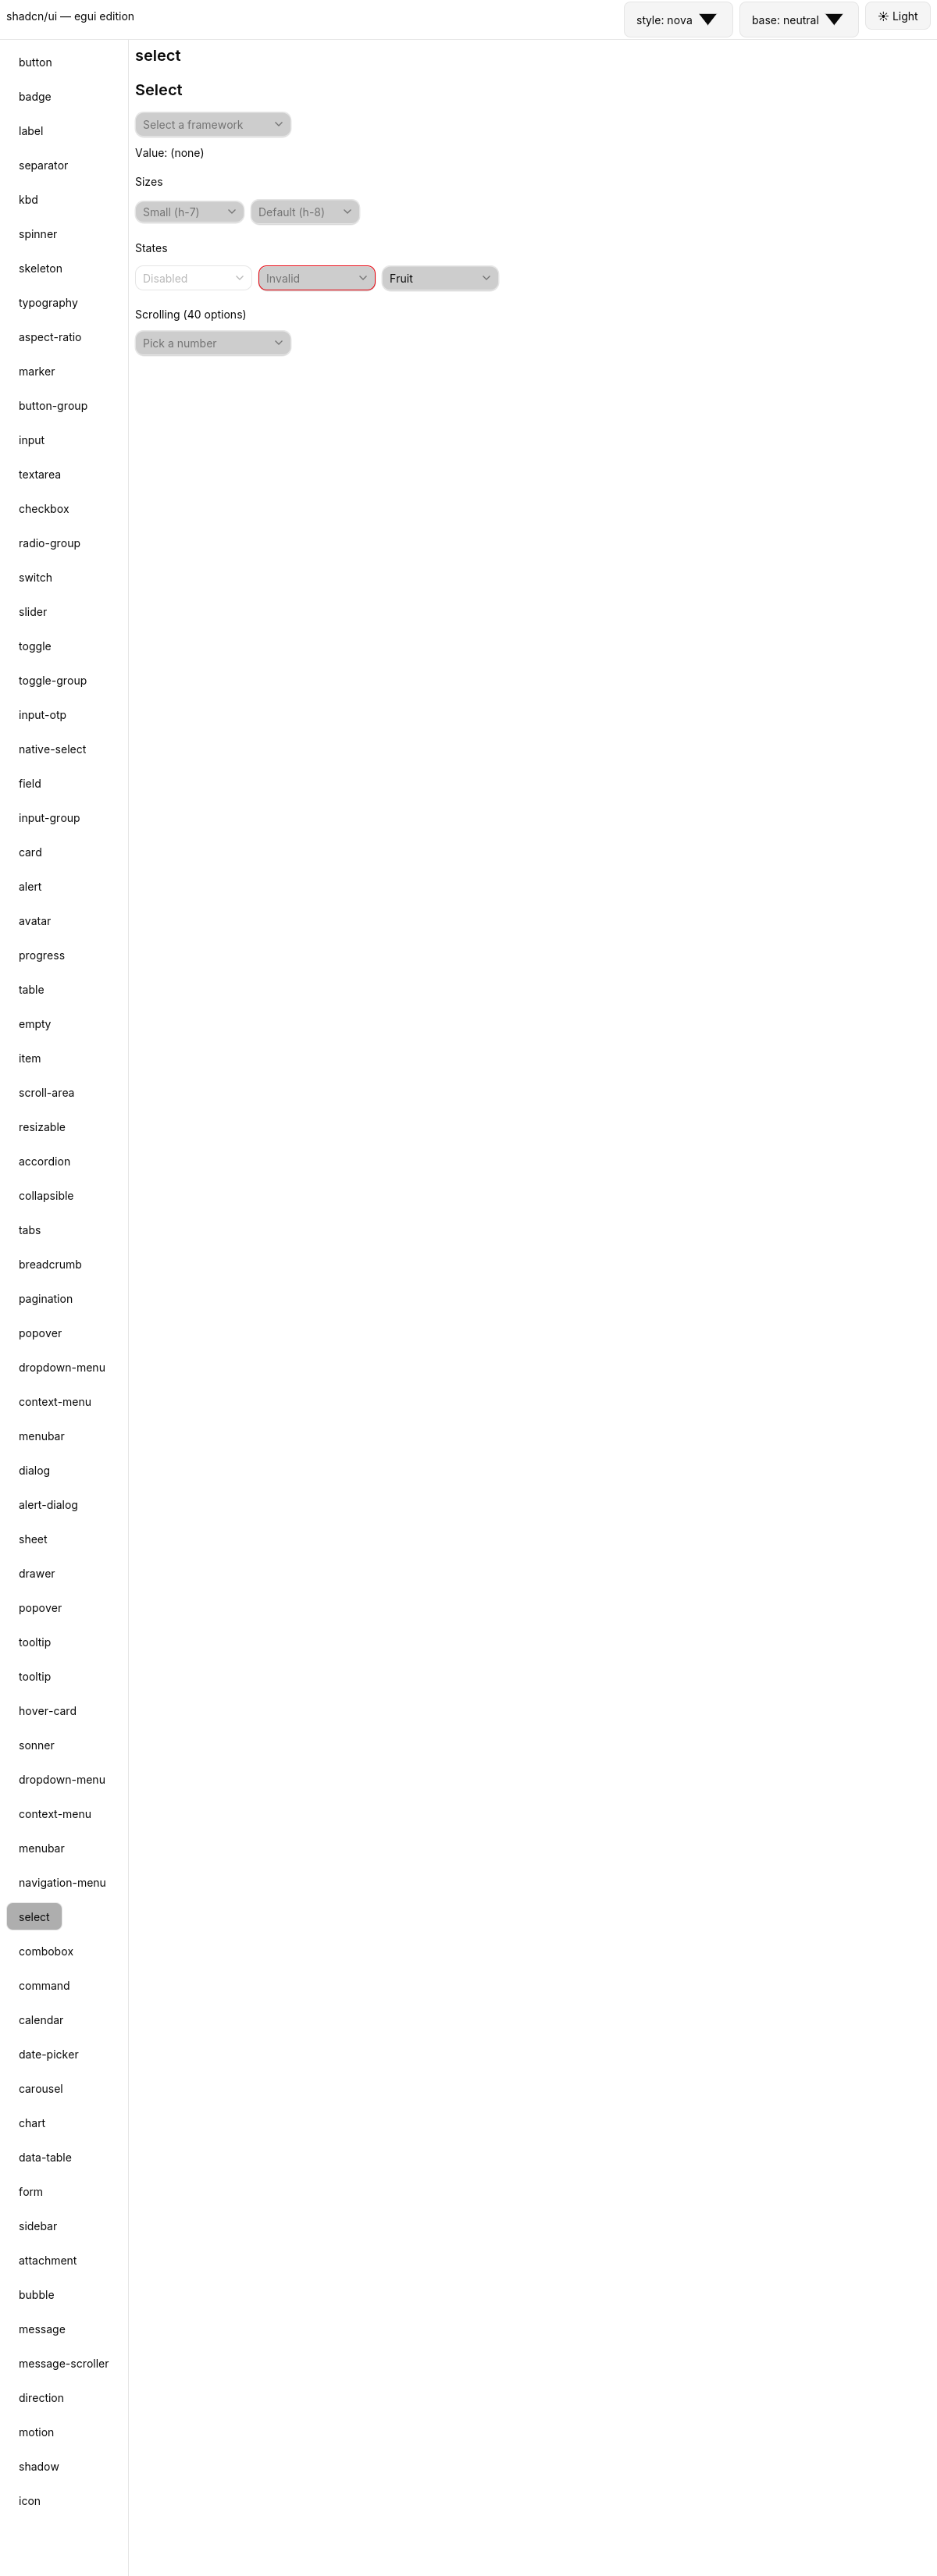 shadcn/ui — egui edition
style: nova
base: neutral
☀ Light
button
badge
label
separator
kbd
spinner
skeleton
typography
aspect-ratio
marker
button-group
input
textarea
checkbox
radio-group
switch
slider
toggle
toggle-group
input-otp
native-select
field
input-group
card
alert
avatar
progress
table
empty
item
scroll-area
resizable
accordion
collapsible
tabs
breadcrumb
pagination
popover
dropdown-menu
context-menu
menubar
dialog
alert-dialog
sheet
drawer
popover
tooltip
tooltip
hover-card
sonner
dropdown-menu
context-menu
menubar
navigation-menu
select
combobox
command
calendar
date-picker
carousel
chart
data-table
form
sidebar
attachment
bubble
message
message-scroller
direction
motion
shadow
icon
select
Select
Select a framework
Value: (none)
Sizes
Small (h-7)
Default (h-8)
States
Disabled
Invalid
Fruit
Scrolling (40 options)
Pick a number